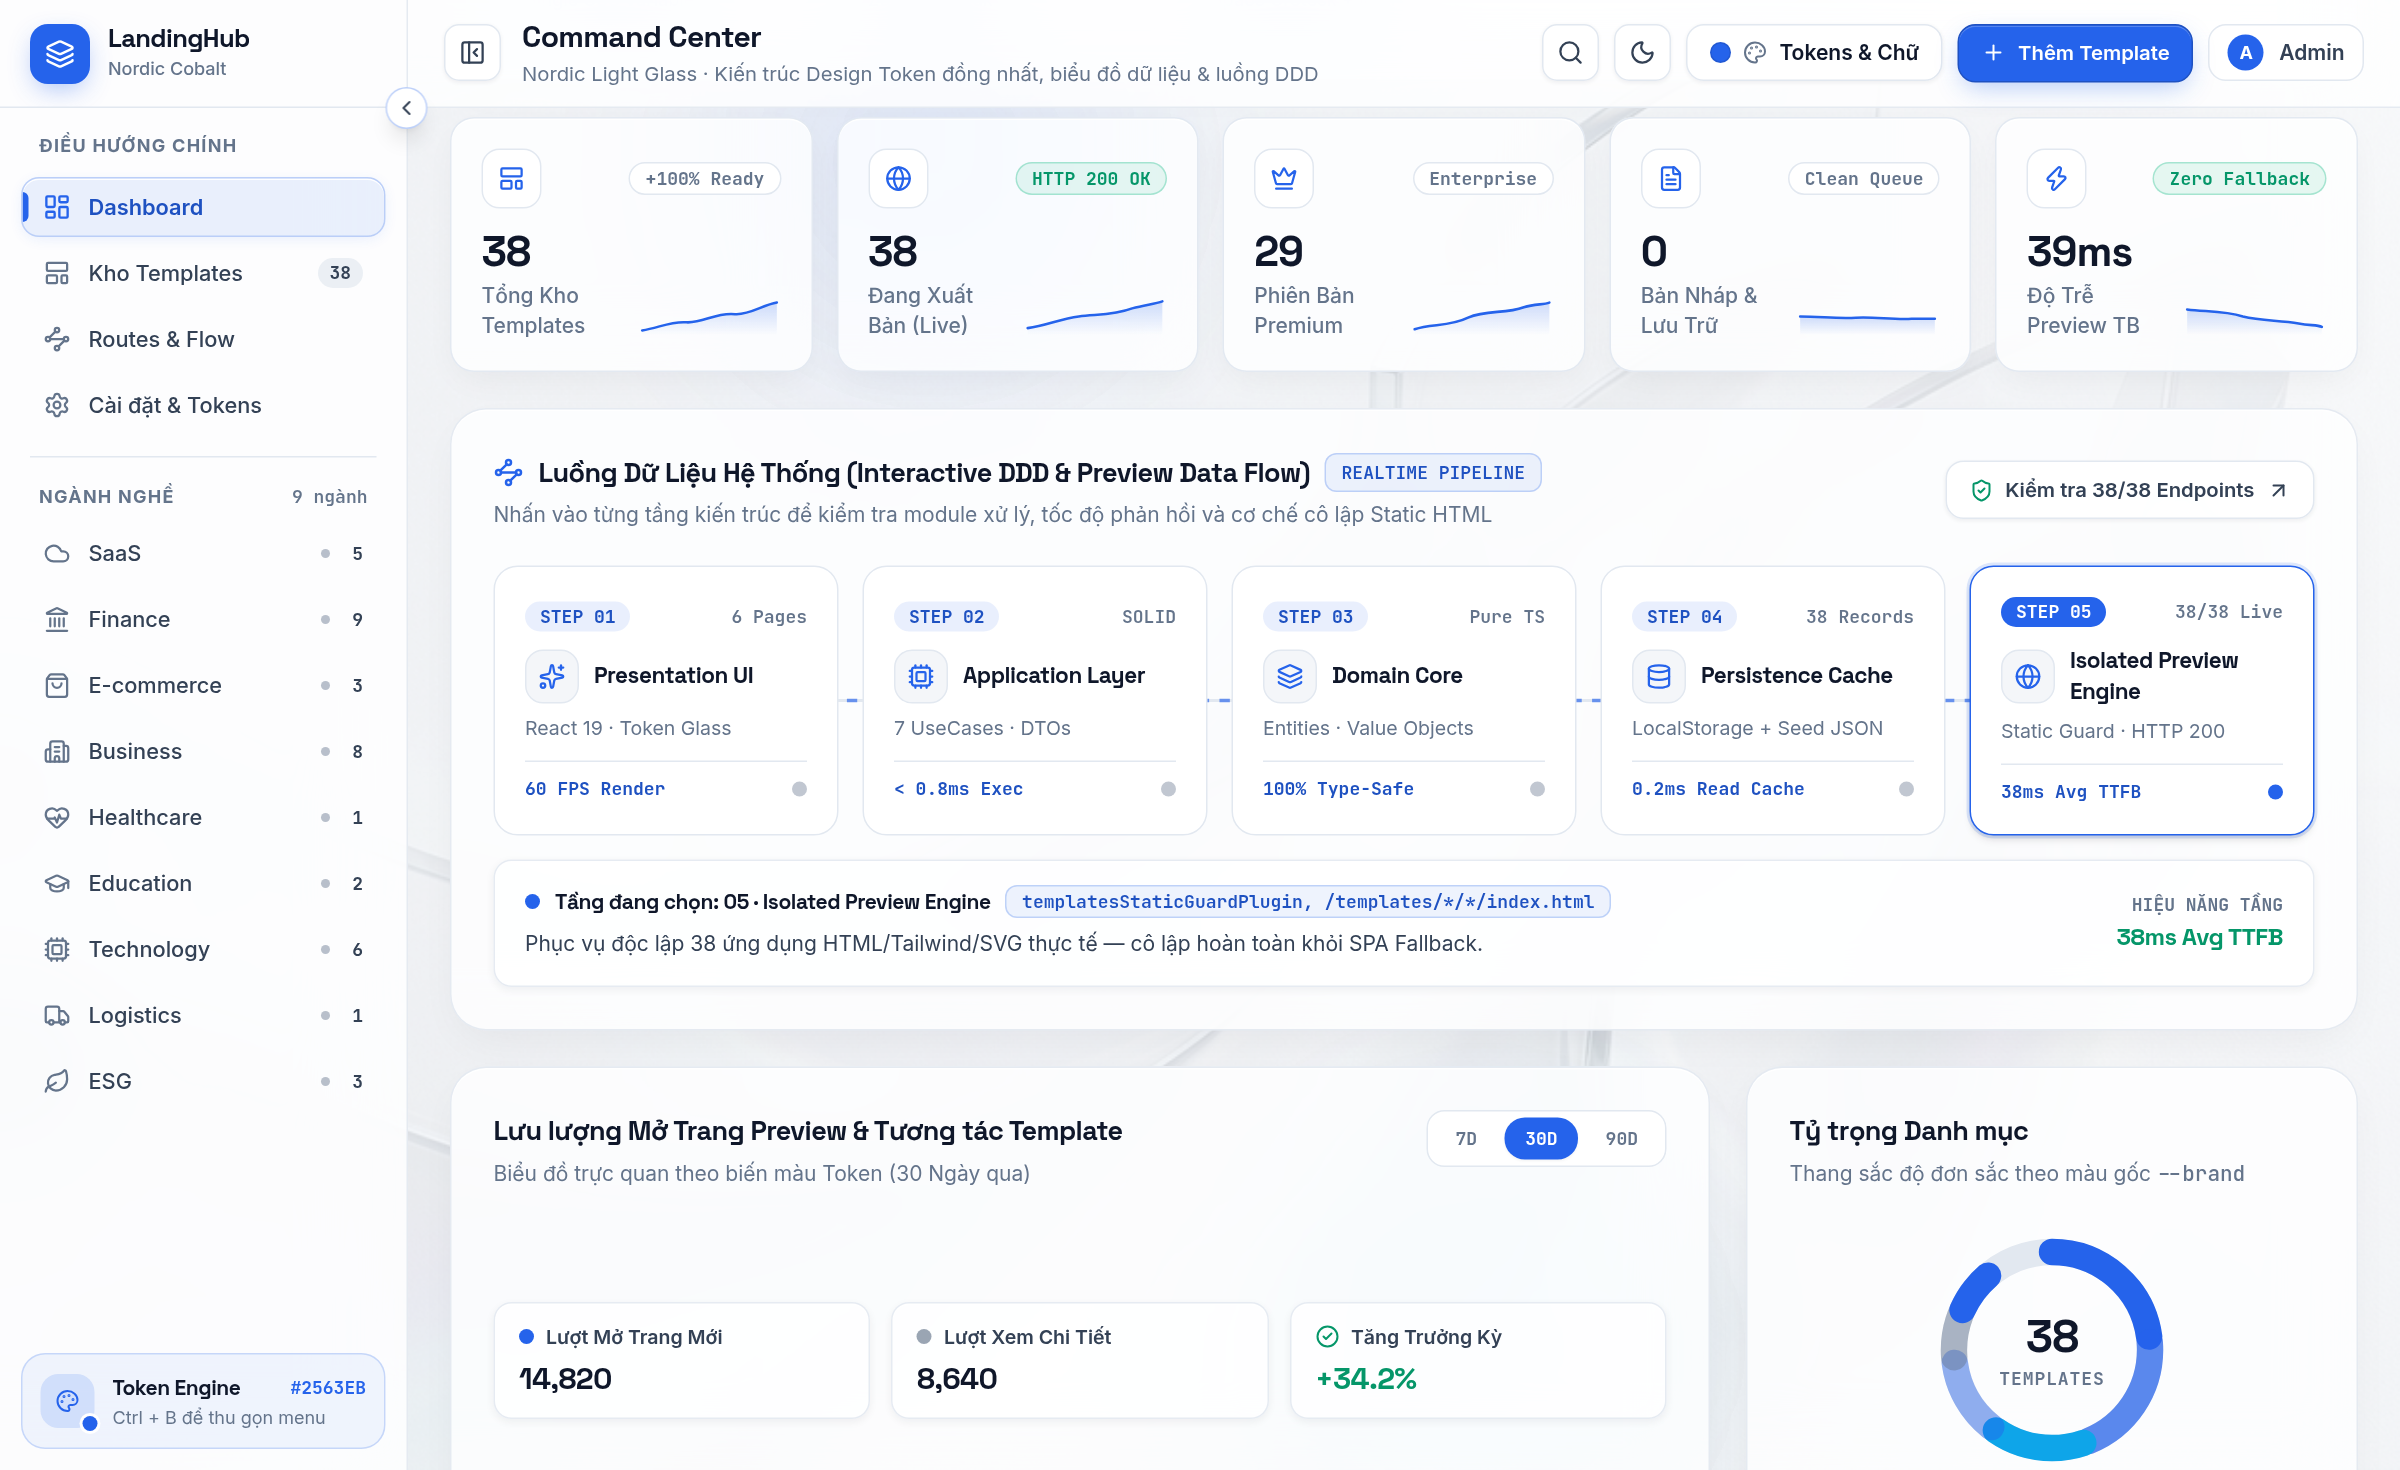 LandingHub
Nordic Cobalt
ĐIỀU HƯỚNG CHÍNH
Dashboard
Kho Templates 38
Routes & Flow
Cài đặt & Tokens
NGÀNH NGHỀ 9 ngành
SaaS 5
Finance 9
E-commerce 3
Business 8
Healthcare 1
Education 2
Technology 6
Logistics 1
ESG 3
Token Engine #2563EB
Ctrl + B để thu gọn menu
Command Center
Nordic Light Glass · Kiến trúc Design Token đồng nhất, biểu đồ dữ liệu & luồng DDD
Tokens & Chữ
Thêm Template
A Admin
+100% Ready
38
Tổng Kho
Templates
HTTP 200 OK
38
Đang Xuất
Bản (Live)
Enterprise
29
Phiên Bản
Premium
Clean Queue
0
Bản Nháp &
Lưu Trữ
Zero Fallback
39ms
Độ Trễ
Preview TB
Luồng Dữ Liệu Hệ Thống (Interactive DDD & Preview Data Flow) REALTIME PIPELINE
Nhấn vào từng tầng kiến trúc để kiểm tra module xử lý, tốc độ phản hồi và cơ chế cô lập Static HTML
Kiểm tra 38/38 Endpoints
STEP 01 6 Pages
Presentation UI
React 19 · Token Glass
60 FPS Render
STEP 02 SOLID
Application Layer
7 UseCases · DTOs
< 0.8ms Exec
STEP 03 Pure TS
Domain Core
Entities · Value Objects
100% Type-Safe
STEP 04 38 Records
Persistence Cache
LocalStorage + Seed JSON
0.2ms Read Cache
STEP 05 38/38 Live
Isolated Preview
Engine
Static Guard · HTTP 200
38ms Avg TTFB
Tầng đang chọn: 05 · Isolated Preview Engine templatesStaticGuardPlugin, /templates/*/*/index.html
Phục vụ độc lập 38 ứng dụng HTML/Tailwind/SVG thực tế — cô lập hoàn toàn khỏi SPA Fallback.
HIỆU NĂNG TẦNG
38ms Avg TTFB
Lưu lượng Mở Trang Preview & Tương tác Template
Biểu đồ trực quan theo biến màu Token (30 Ngày qua)
7D 30D 90D
Lượt Mở Trang Mới
14,820
Lượt Xem Chi Tiết
8,640
Tăng Trưởng Kỳ
+34.2%
Tỷ trọng Danh mục
Thang sắc độ đơn sắc theo màu gốc --brand
38
TEMPLATES